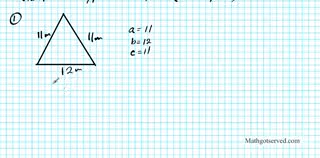 ①
11m
11m
12m
a = 11
b = 12
c = 11
Mathgotserved.com